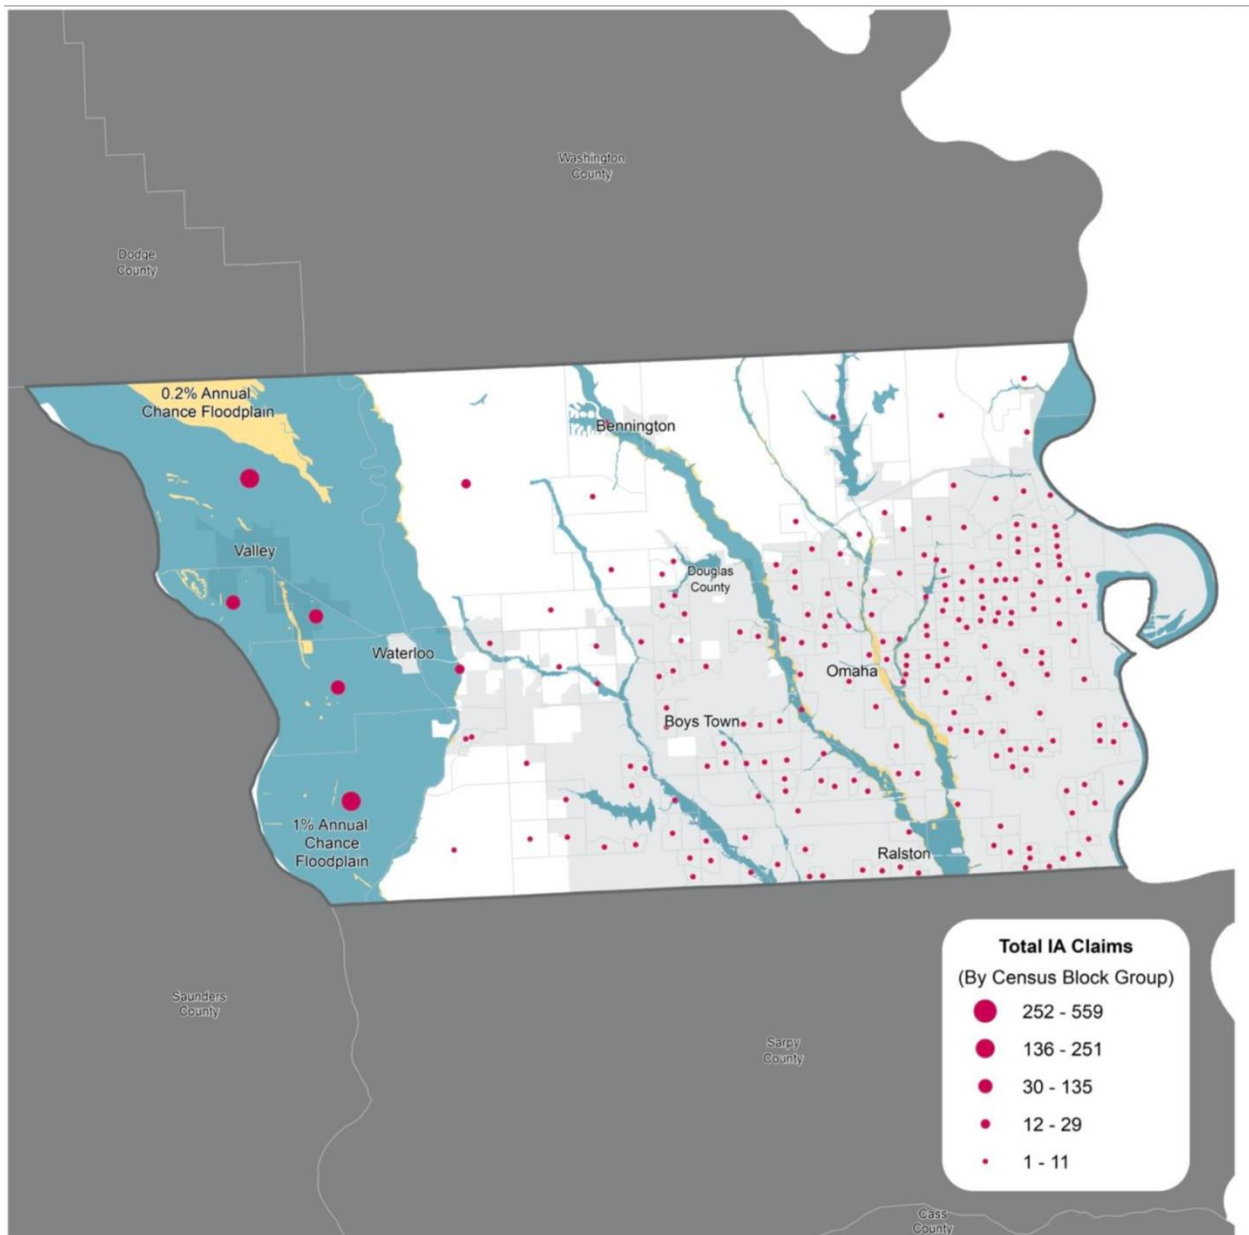 Washington
County
Dodge
County
0.2% Annual
Chance Floodplain
Bennington
Valley
Douglas
County
Waterloo
Omaha
Boys Town
1% Annual
Chance
Floodplain
Ralston
Saunders
County
Sarpy
County
Cass
County
Total IA Claims
(By Census Block Group)
252 - 559
136 - 251
30 - 135
12 - 29
1 - 11